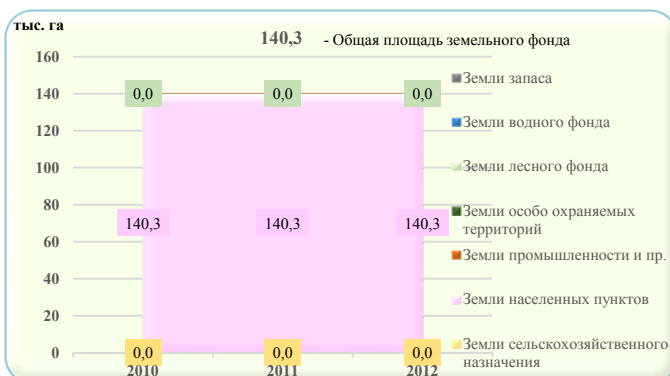 тыс. га
140,3 - Общая площадь земельного фонда
160
140
120
100
80
60
40
20
0
0,0 0,0 0,0
140,3 140,3 140,3
0,0 0,0 0,0
2010 2011 2012
Земли запаса
Земли водного фонда
Земли лесного фонда
Земли особо охраняемых
территорий
Земли промышленности и пр.
Земли населенных пунктов
Земли сельскохозяйственного
назначения